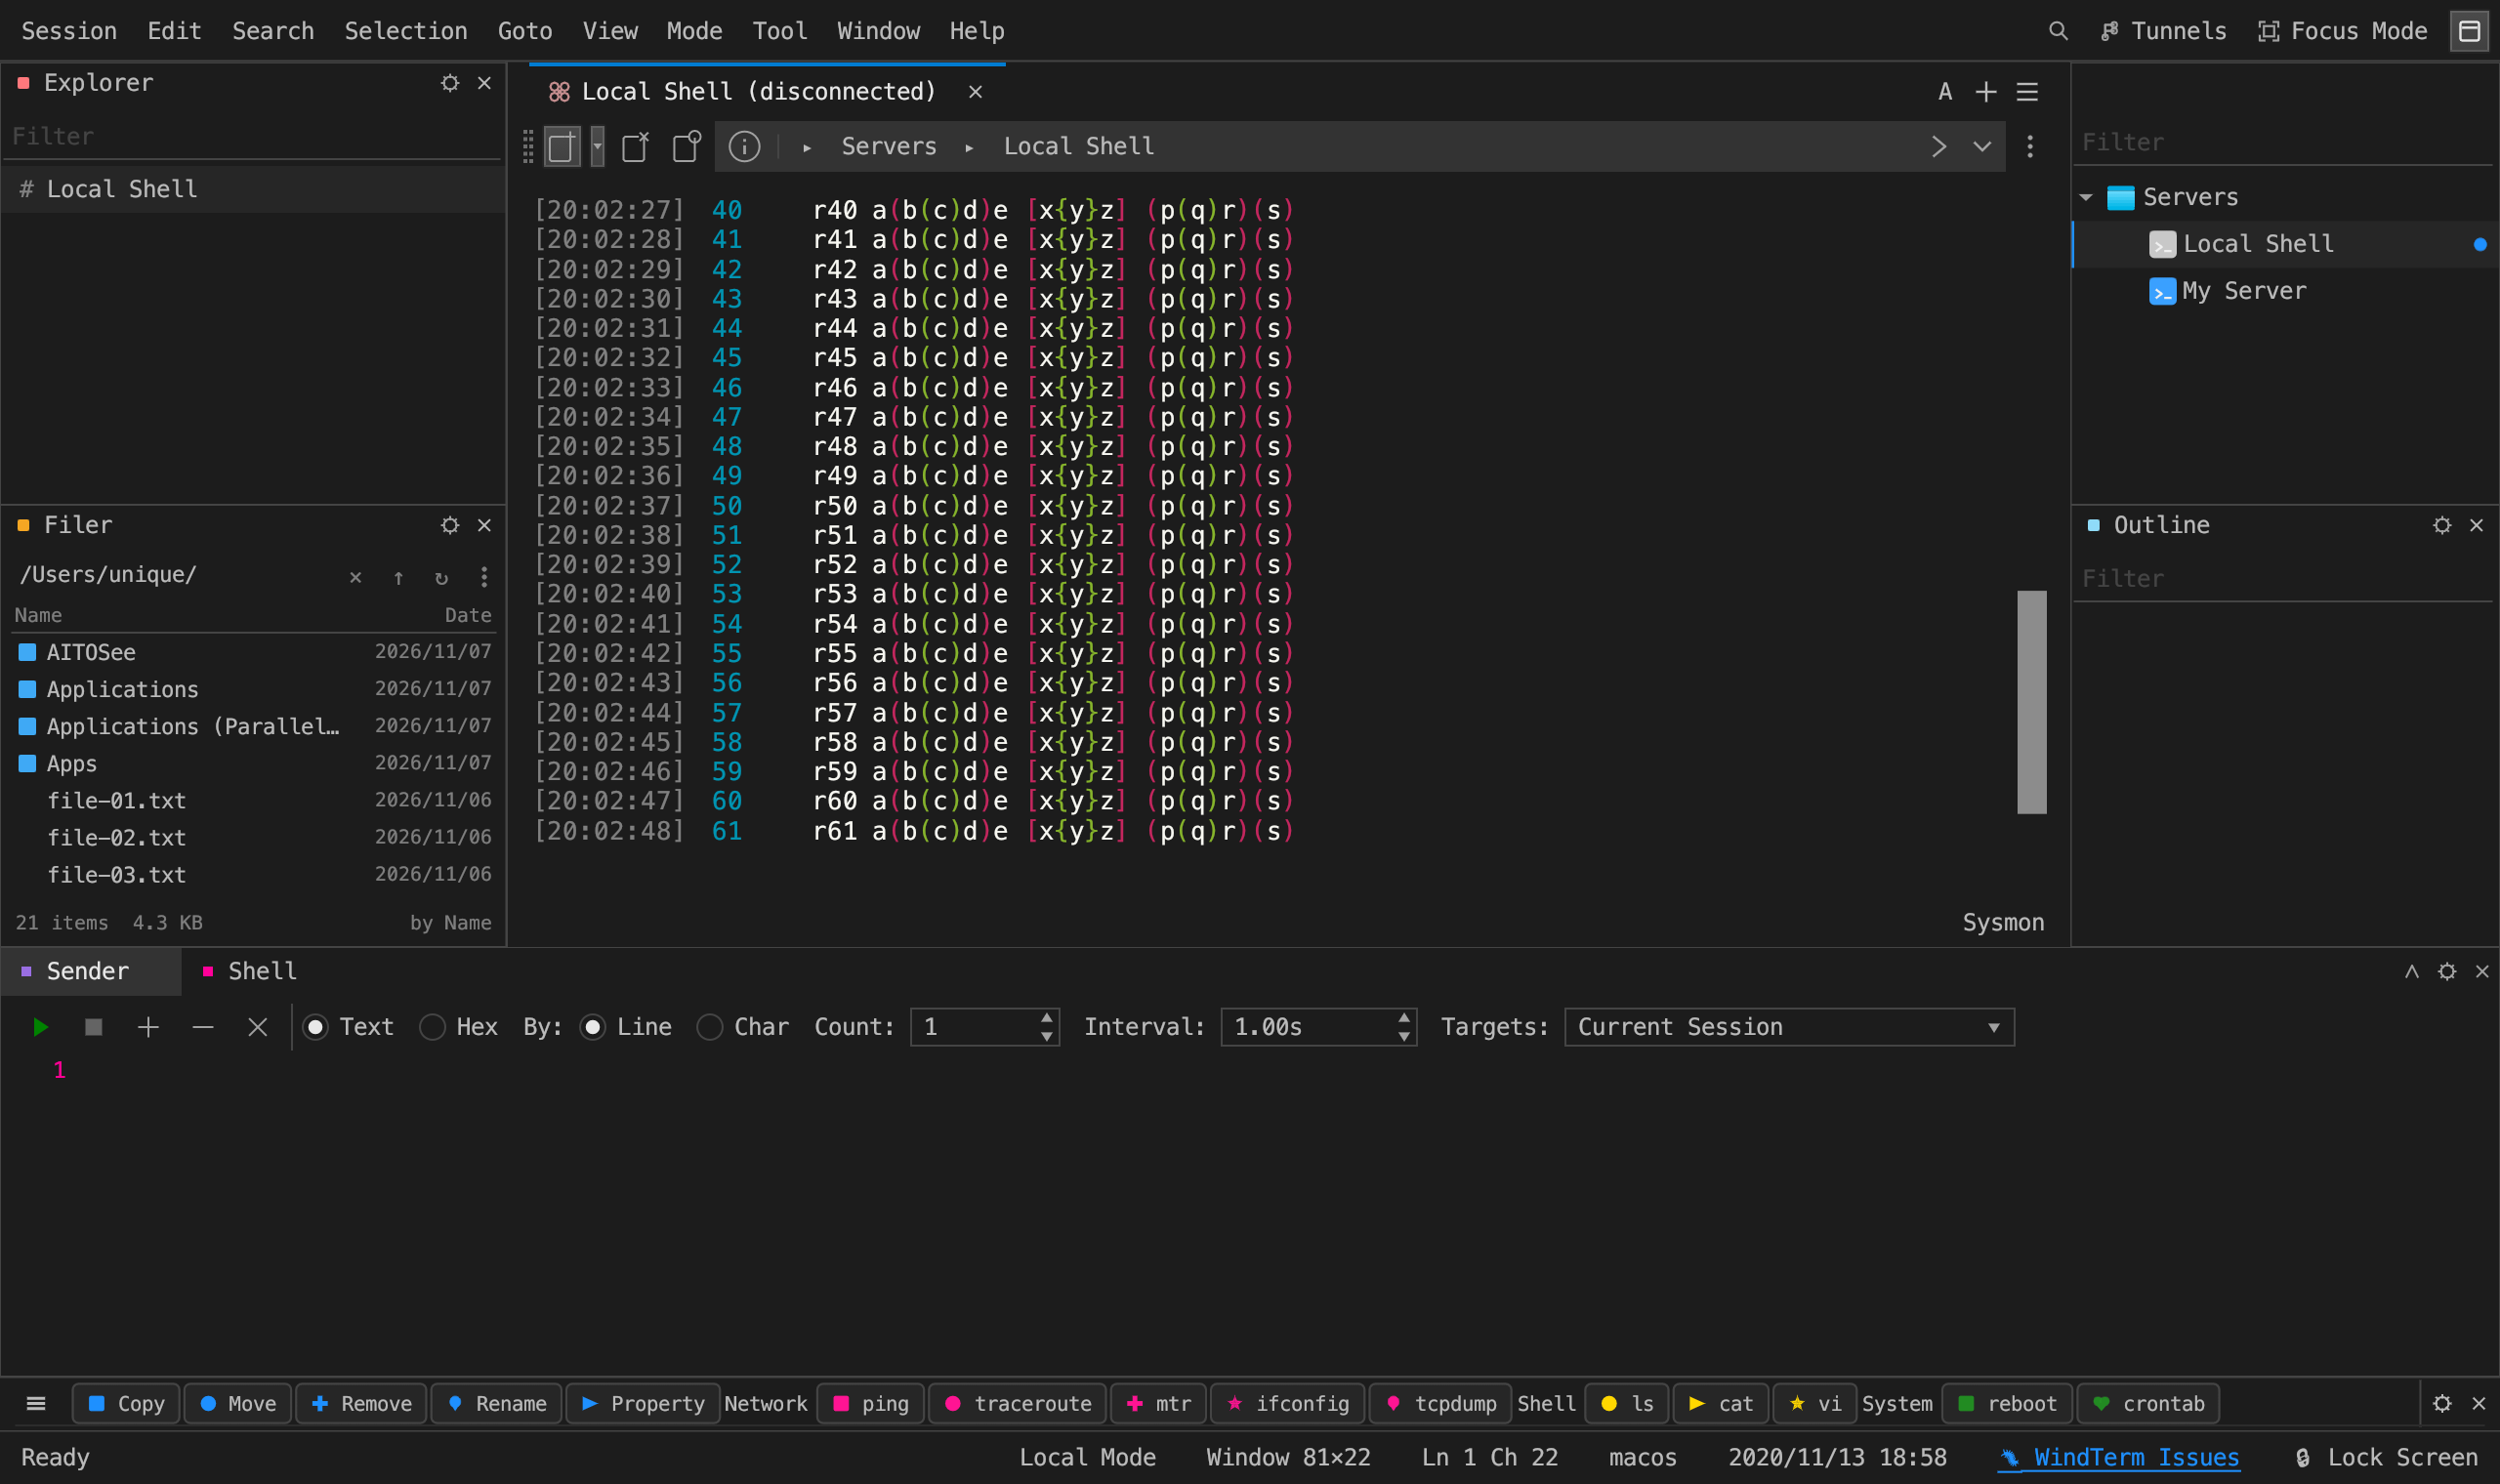 Session Edit Search Selection Goto View Mode Tool Window Help Tunnels Focus Mode
Explorer
Filter
# Local Shell
Filer
/Users/unique/
Name Date
AITOSee 2026/11/07
Applications 2026/11/07
Applications (Parallel… 2026/11/07
Apps 2026/11/07
file-01.txt 2026/11/06
file-02.txt 2026/11/06
file-03.txt 2026/11/06
21 items 4.3 KB by Name
Local Shell (disconnected)
A
Servers Local Shell
[20:02:27] 40 r40 a(b(c)d)e [x{y}z] (p(q)r)(s)
[20:02:28] 41 r41 a(b(c)d)e [x{y}z] (p(q)r)(s)
[20:02:29] 42 r42 a(b(c)d)e [x{y}z] (p(q)r)(s)
[20:02:30] 43 r43 a(b(c)d)e [x{y}z] (p(q)r)(s)
[20:02:31] 44 r44 a(b(c)d)e [x{y}z] (p(q)r)(s)
[20:02:32] 45 r45 a(b(c)d)e [x{y}z] (p(q)r)(s)
[20:02:33] 46 r46 a(b(c)d)e [x{y}z] (p(q)r)(s)
[20:02:34] 47 r47 a(b(c)d)e [x{y}z] (p(q)r)(s)
[20:02:35] 48 r48 a(b(c)d)e [x{y}z] (p(q)r)(s)
[20:02:36] 49 r49 a(b(c)d)e [x{y}z] (p(q)r)(s)
[20:02:37] 50 r50 a(b(c)d)e [x{y}z] (p(q)r)(s)
[20:02:38] 51 r51 a(b(c)d)e [x{y}z] (p(q)r)(s)
[20:02:39] 52 r52 a(b(c)d)e [x{y}z] (p(q)r)(s)
[20:02:40] 53 r53 a(b(c)d)e [x{y}z] (p(q)r)(s)
[20:02:41] 54 r54 a(b(c)d)e [x{y}z] (p(q)r)(s)
[20:02:42] 55 r55 a(b(c)d)e [x{y}z] (p(q)r)(s)
[20:02:43] 56 r56 a(b(c)d)e [x{y}z] (p(q)r)(s)
[20:02:44] 57 r57 a(b(c)d)e [x{y}z] (p(q)r)(s)
[20:02:45] 58 r58 a(b(c)d)e [x{y}z] (p(q)r)(s)
[20:02:46] 59 r59 a(b(c)d)e [x{y}z] (p(q)r)(s)
[20:02:47] 60 r60 a(b(c)d)e [x{y}z] (p(q)r)(s)
[20:02:48] 61 r61 a(b(c)d)e [x{y}z] (p(q)r)(s)
Sysmon
Filter
Servers
Local Shell
My Server
Outline
Filter
Sender Shell
Text Hex By: Line Char Count: 1 Interval: 1.00s Targets: Current Session
1
Copy Move Remove Rename Property Network ping traceroute mtr ifconfig tcpdump Shell ls cat vi System reboot crontab
Ready Local Mode Window 81×22 Ln 1 Ch 22 macos 2020/11/13 18:58 WindTerm Issues Lock Screen